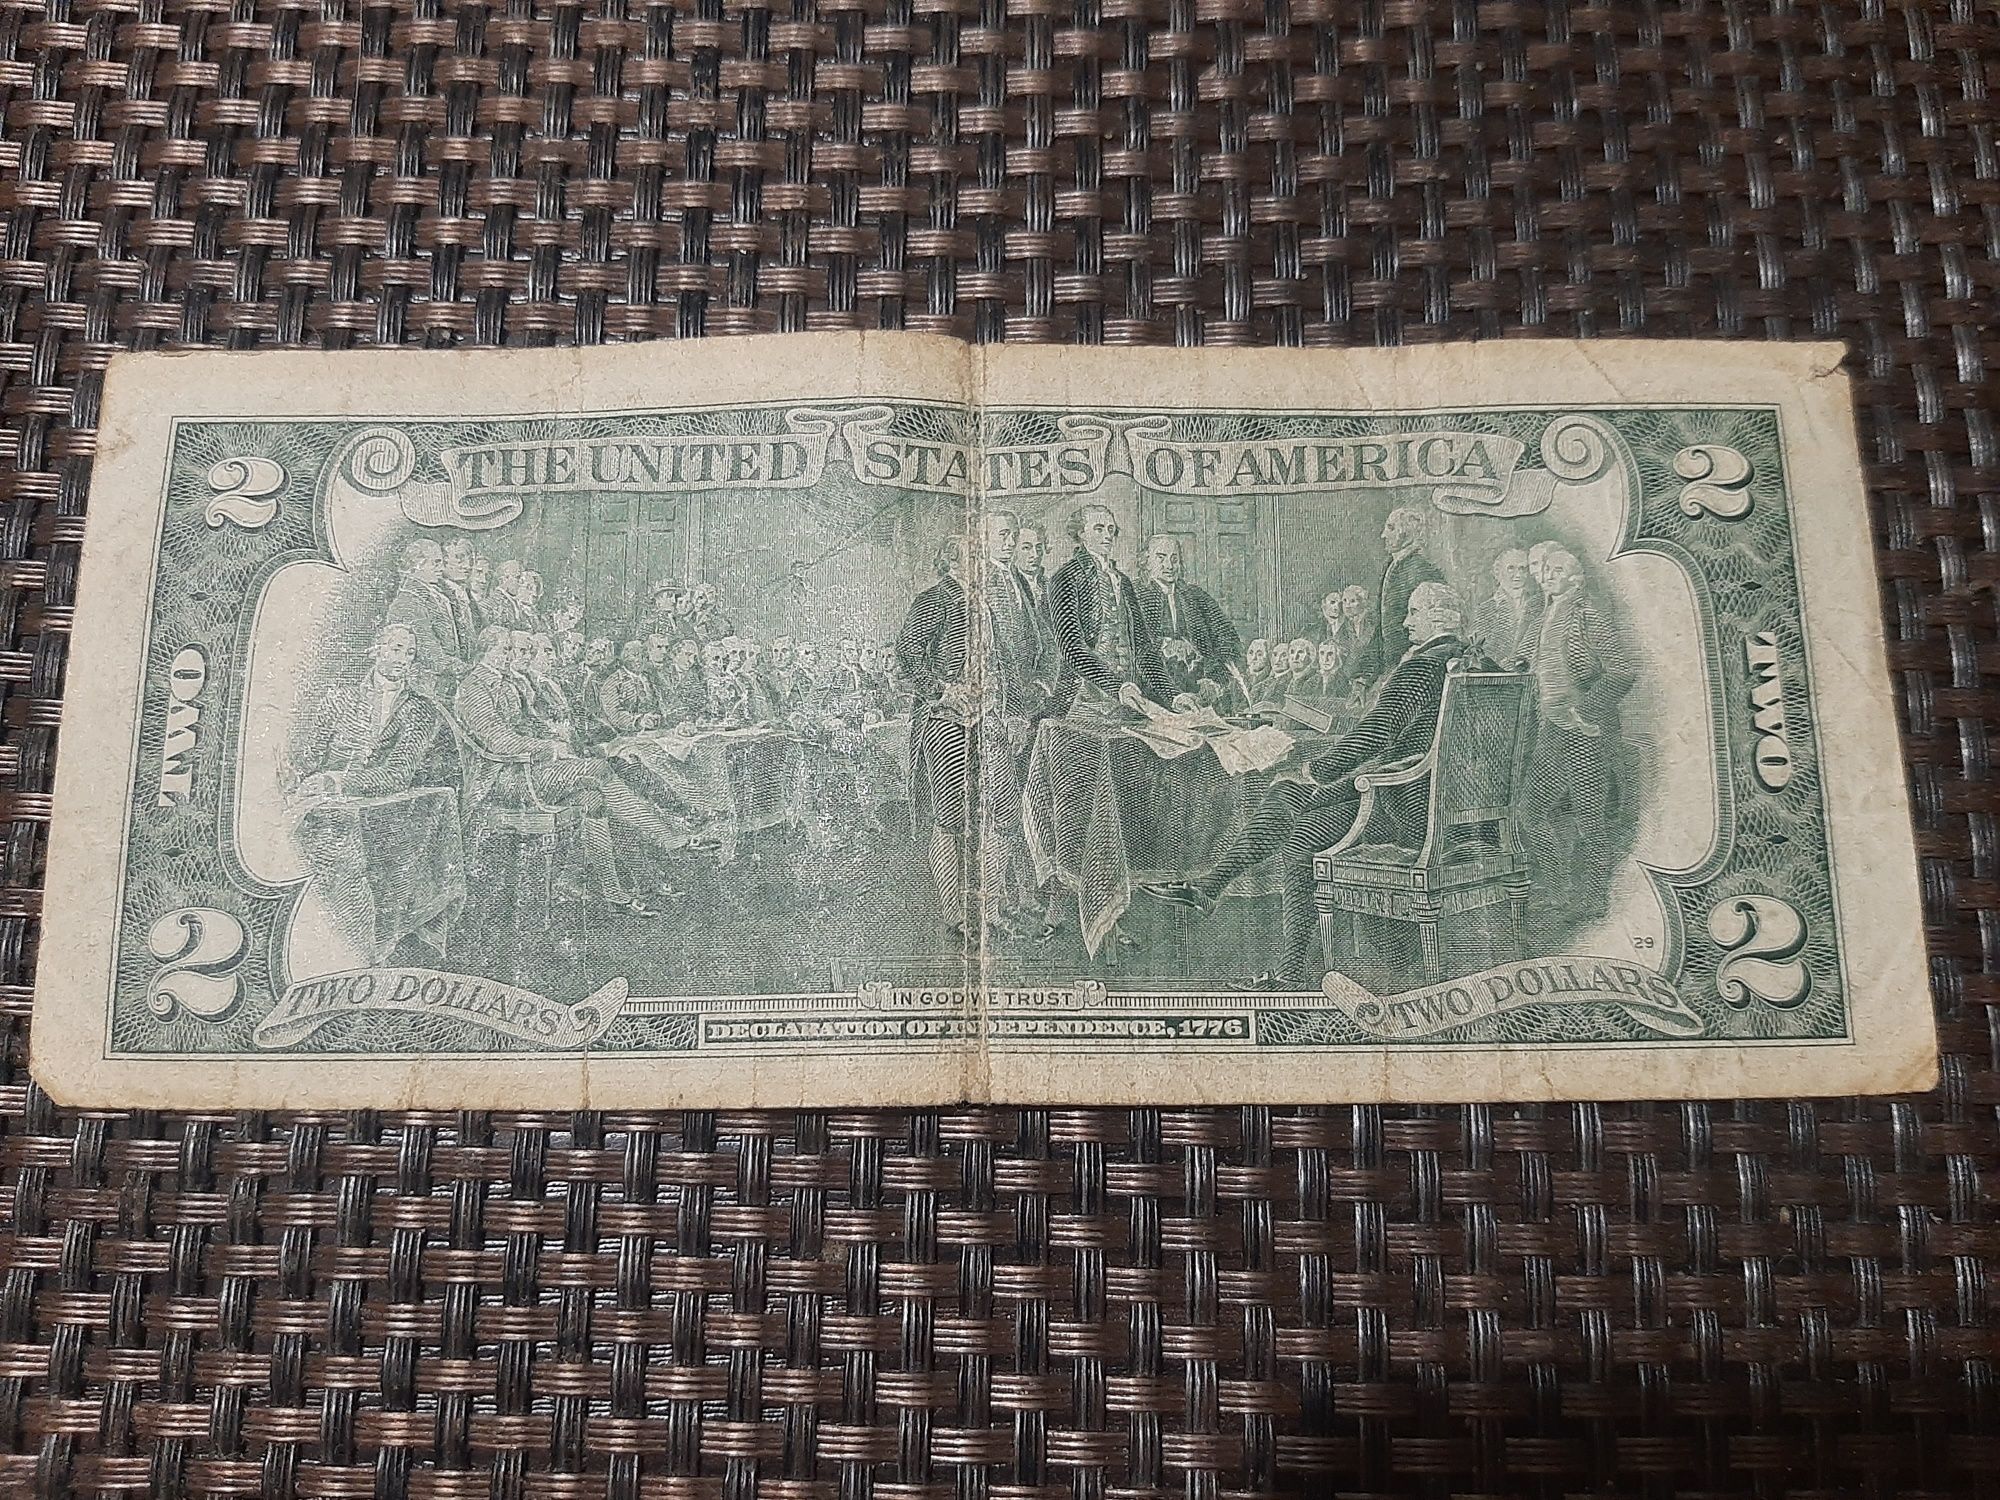 THE UNITED STATES OF AMERICA
2 2
TWO TWO
29
2 2
TWO DOLLARS TWO DOLLARS
IN GOD WE TRUST
DECLARATION OF INDEPENDENCE, 1776